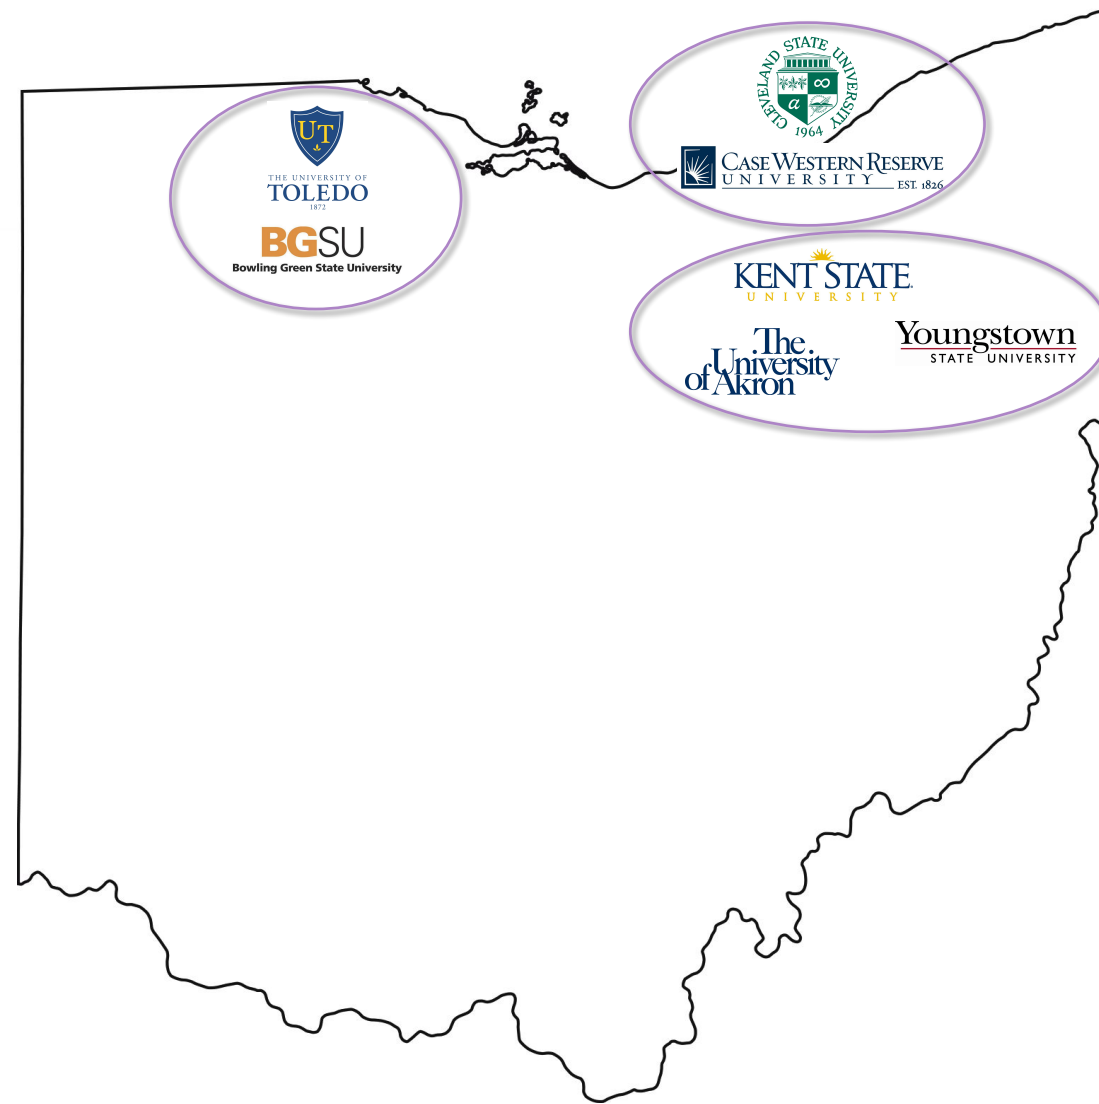 UT
THE UNIVERSITY OF
TOLEDO
1872
BGSU
Bowling Green State University
CLEVELAND STATE UNIVERSITY
α
1964
CASE WESTERN RESERVE
UNIVERSITY
EST. 1826
KENT STATE
UNIVERSITY
The
University
of Akron
Youngstown
STATE UNIVERSITY